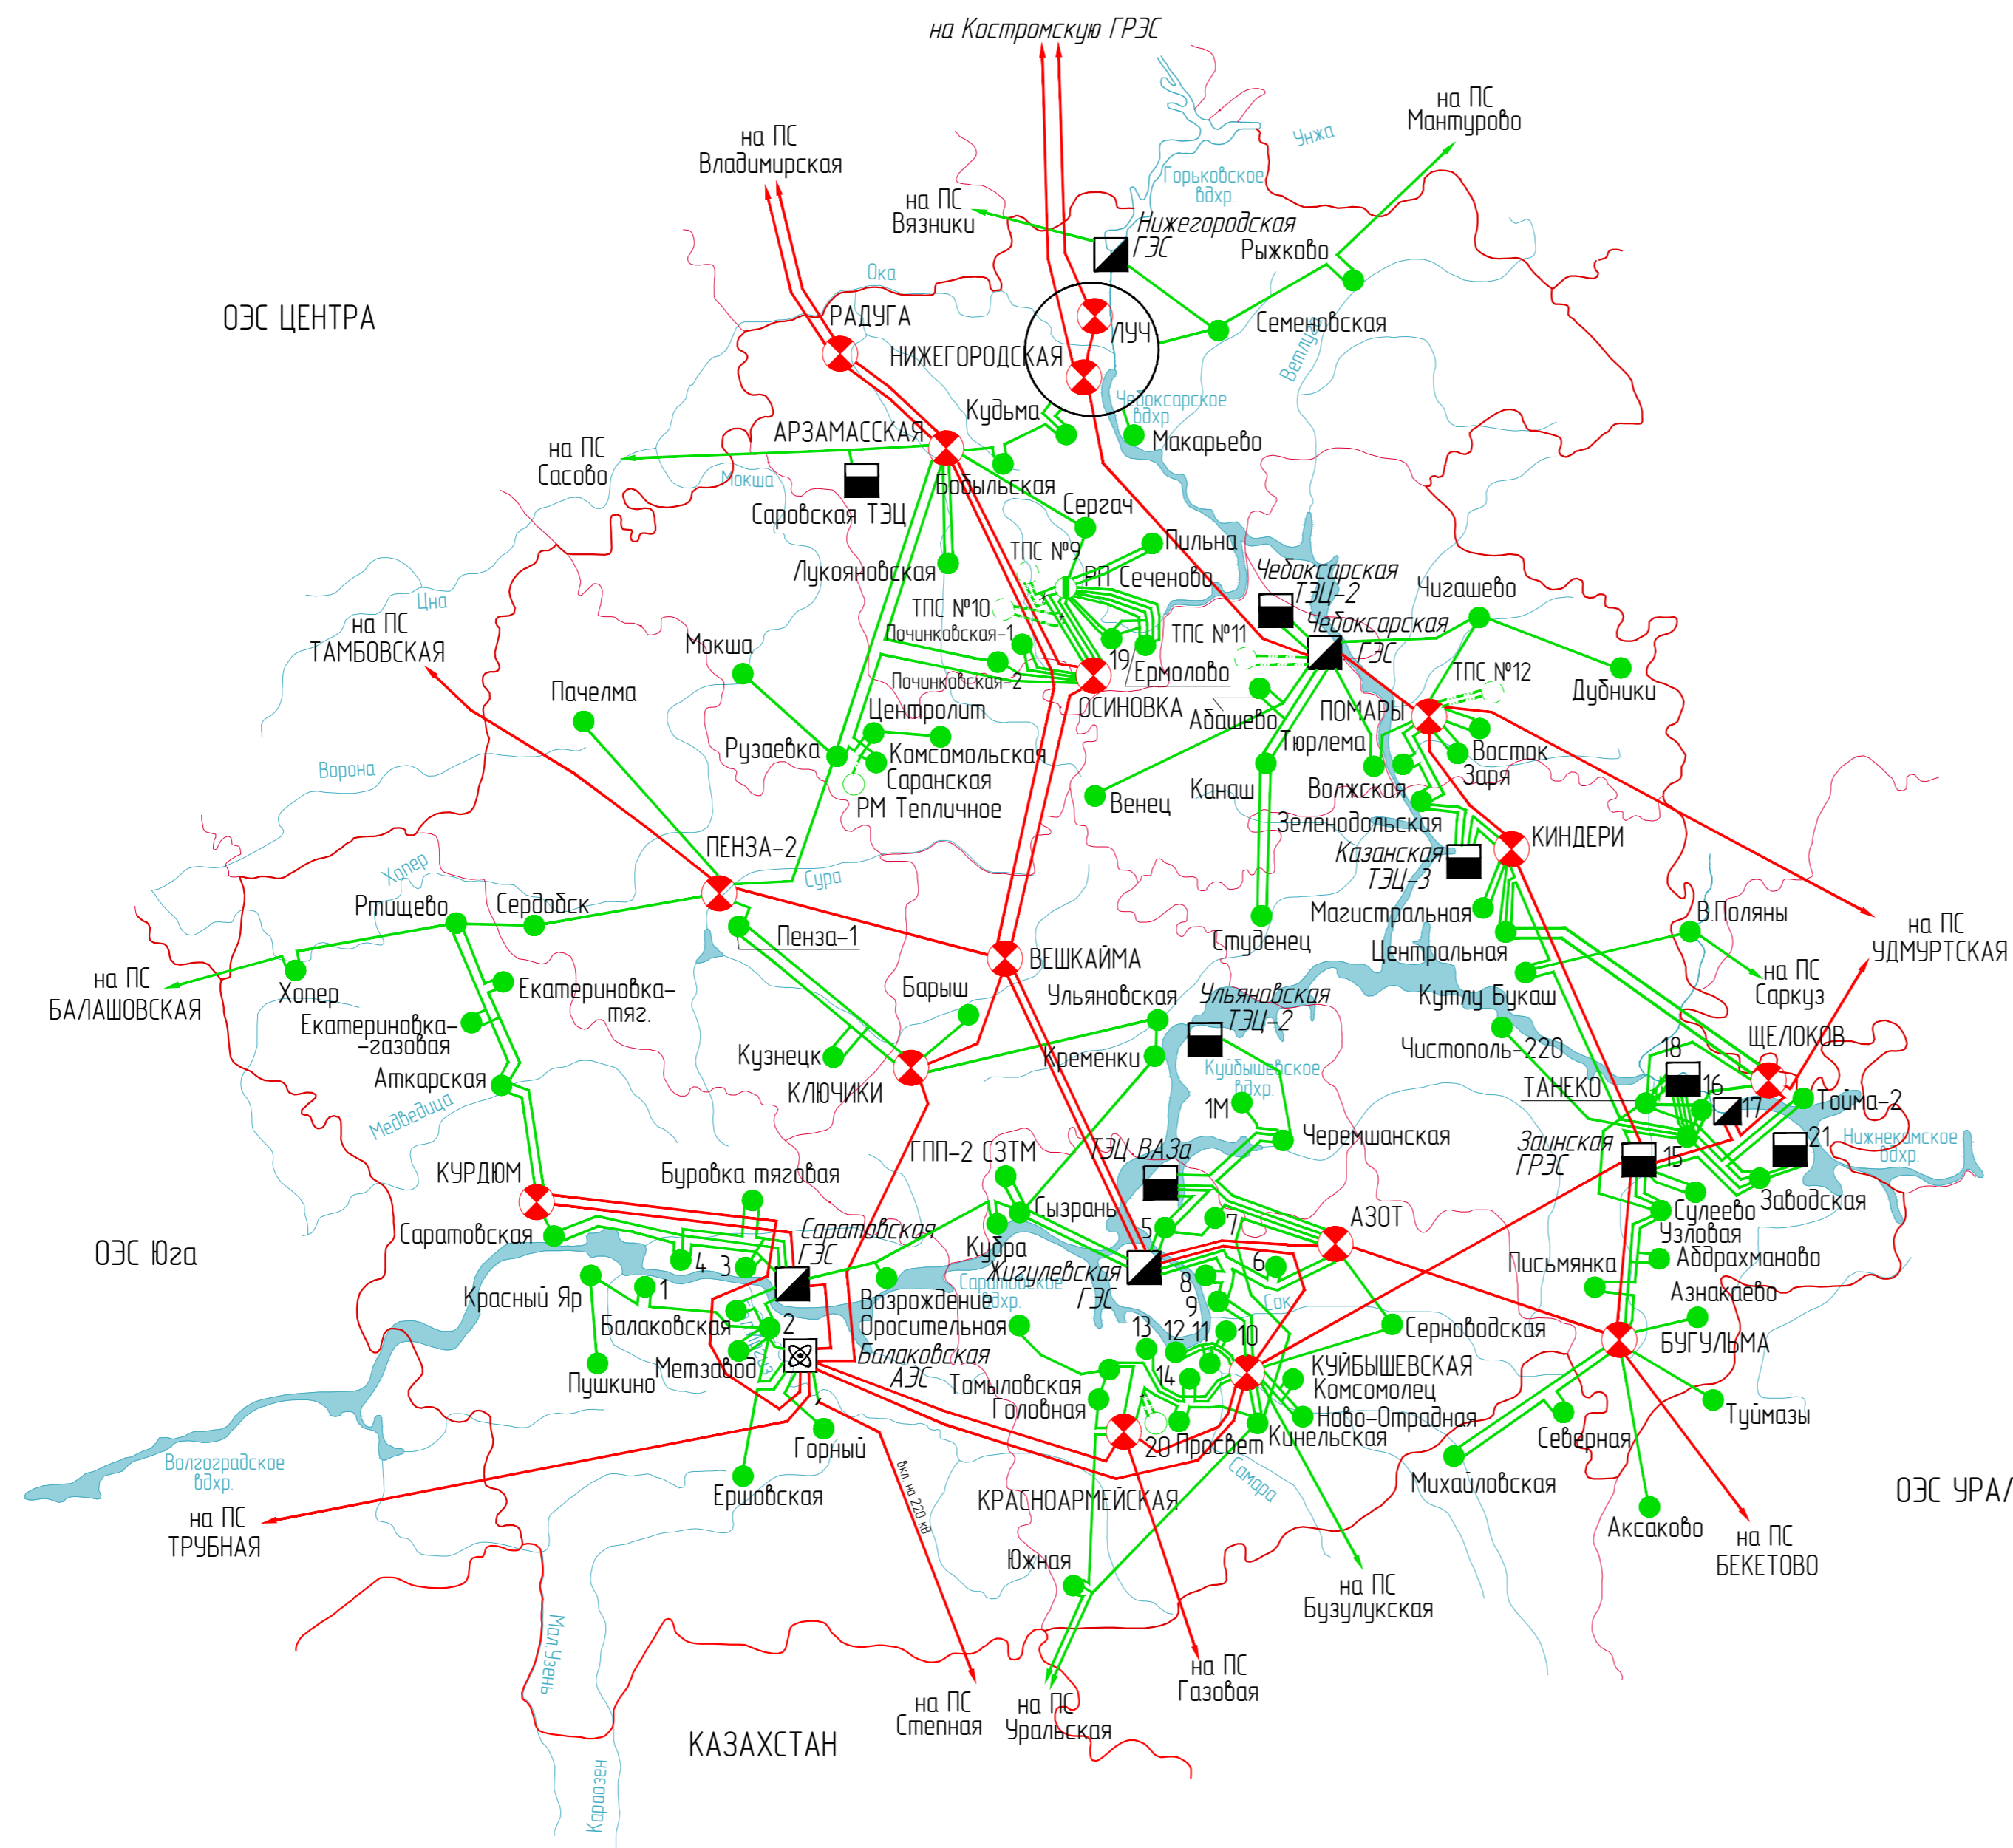 на Костромскую ГРЭС
на ПС
Мантурово
на ПС
Владимирская
Унжа
Горьковское
вдхр.
на ПС
Вязники
Нижегородская
ГЭС
Рыжково
Ока
ОЭС ЦЕНТРА
РАДУГА
ЛУЧ
Семеновская
НИЖЕГОРОДСКАЯ
Ветлуга
Чебоксарское
вдхр.
Кудьма
Макарьево
АРЗАМАССКАЯ
на ПС
Сасово
Мокша
Бобыльская
Саровская ТЭЦ
Сергач
Пильна
ТПС №9
Лукояновская
РП Сеченово
Чебоксарская
ТЭЦ-2
Чигашево
Цна
ТПС №10
на ПС
ТАМБОВСКАЯ
Починковская-1
Чебоксарская
ГЭС
ТПС №11
Мокша
19
Ермолово
ТПС №12
Дубники
Починковская-2
Пачелма
ОСИНОВКА
Абашево
ПОМАРЫ
Центролит
Рузаевка
Комсомольская
Саранская
РМ Тепличное
Тюрлема
Восток
Заря
Ворона
Канаш
Волжская
Венец
Зеленодольская
КИНДЕРИ
Казанская
ТЭЦ-3
ПЕНЗА-2
Хопер
Сура
Ртищево
Сердобск
Пенза-1
Магистральная
В.Поляны
на ПС
УДМУРТСКАЯ
Студенец
Центральная
ВЕШКАЙМА
на ПС
Саркуз
на ПС
БАЛАШОВСКАЯ
Хопер
Екатериновка-
тяг.
Барыш
Ульяновская
Ульяновская
ТЭЦ-2
Кутлу Букаш
Екатериновка-
-газовая
Кузнецк
Кременки
Чистополь-220
ЩЕЛОКОВ
18
Куйбышевское
вдхр.
Аткарская
КЛЮЧИКИ
ТАНЕКО
16
Тойма-2
17
Медведица
1М
Черемшанская
Заинская
ГРЭС
21
Нижнекамское
вдхр.
15
ГПП-2 СЗТМ
ТЭЦ ВАЗа
КУРДЮМ
Буровка тяговая
Заводская
Сулеево
Сызрань
АЗОТ
Узловая
Саратовская
Саратовская
ГЭС
5
7
ОЭС Юга
Кубра
Жигулевская
ГЭС
Абдрахманово
Письмянка
4
3
8
6
Саратовское
вдхр.
Красный Яр
1
Возрождение
9
Сок
Азнакаево
Балаковская
2
Оросительная
13
12
11
10
Серноводская
БУГУЛЬМА
Метзавод
Балаковская
АЭС
Пушкино
Томыловская
14
КУЙБЫШЕВСКАЯ
Комсомолец
Головная
Ново-Отрадная
Туймазы
Горный
20
Просвет
Кинельская
Северная
Волгоградское
вдхр.
Ершовская
вкл. на 220 кВ
Самара
Михайловская
КРАСНОАРМЕЙСКАЯ
ОЭС УРАЛ
на ПС
ТРУБНАЯ
Аксаково
на ПС
БЕКЕТОВО
Южная
на ПС
Бузулукская
Мал.Узень
на ПС
Газовая
на ПС
Степная
на ПС
Уральская
КАЗАХСТАН
Караозен